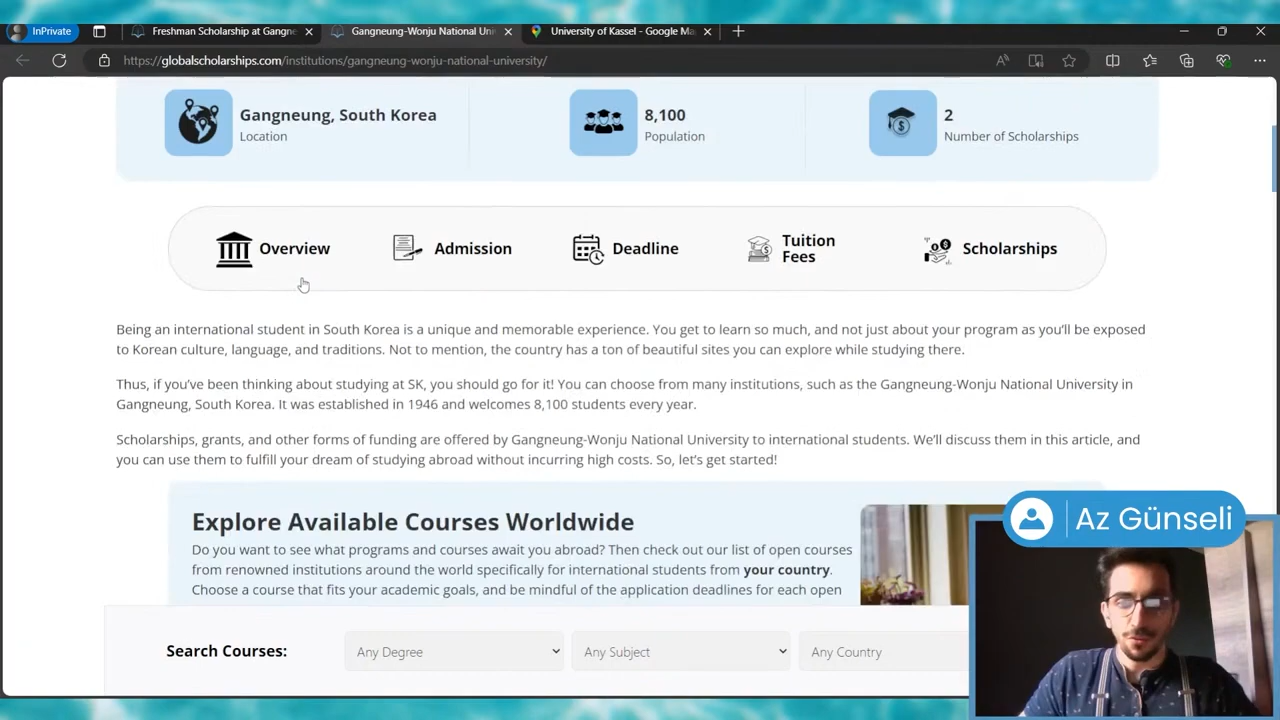 InPrivate
Freshman Scholarship at Gangne
Gangneung-Wonju National Uni
University of Kassel - Google Ma
https://globalscholarships.com/institutions/gangneung-wonju-national-university/
Gangneung, South Korea
Location
8,100
Population
2
Number of Scholarships
Overview
Admission
Deadline
Tuition
Fees
Scholarships
Being an international student in South Korea is a unique and memorable experience. You get to learn so much, and not just about your program as you'll be exposed
to Korean culture, language, and traditions. Not to mention, the country has a ton of beautiful sites you can explore while studying there.
Thus, if you've been thinking about studying at SK, you should go for it! You can choose from many institutions, such as the Gangneung-Wonju National University in
Gangneung, South Korea. It was established in 1946 and welcomes 8,100 students every year.
Scholarships, grants, and other forms of funding are offered by Gangneung-Wonju National University to international students. We'll discuss them in this article, and
you can use them to fulfill your dream of studying abroad without incurring high costs. So, let's get started!
Explore Available Courses Worldwide
Do you want to see what programs and courses await you abroad? Then check out our list of open courses
from renowned institutions around the world specifically for international students from your country.
Choose a course that fits your academic goals, and be mindful of the application deadlines for each open
Az Günseli
Search Courses:
Any Degree
Any Subject
Any Country